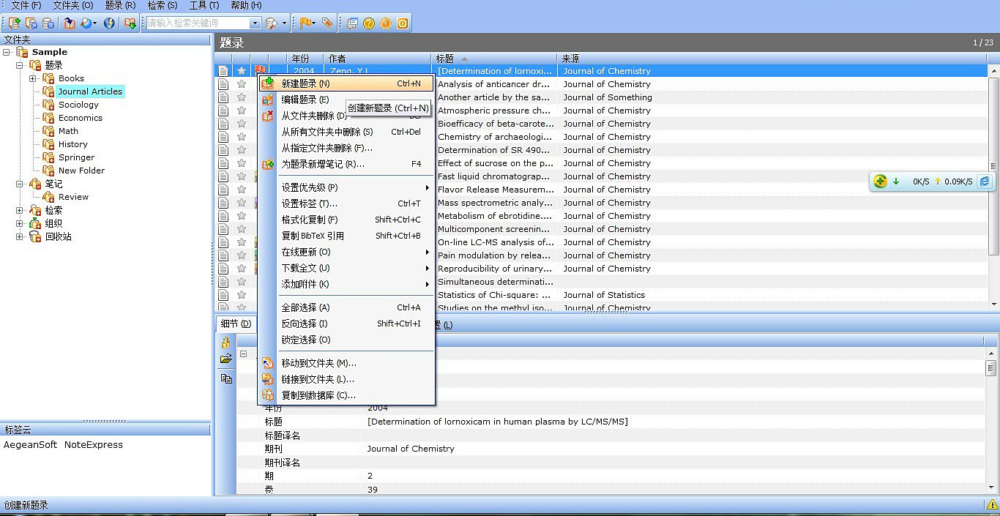 文件 (F) 文件夹 (O) 题录 (R) 检索 (S) 工具 (T) 帮助 (H)
请输入检索关键词
文件夹
Sample
题录
Books
Journal Articles
Sociology
Economics
Math
History
Springer
New Folder
笔记
Review
检索
组织
回收站
标签云
AegeanSoft NoteExpress
题录 1 / 23
年份 作者 标题 来源
2004 Zeng, Y L [Determination of lornoxi... Journal of Chemistry
Analysis of anticancer dr... Journal of Chemistry
Another article by the sa... Journal of Something
Atmospheric pressure ch... Journal of Chemistry
Bioefficacy of beta-carote... Journal of Chemistry
Chemistry of archaeologi... Journal of Chemistry
Determination of SR 490... Journal of Chemistry
Effect of sucrose on the p... Journal of Chemistry
Fast liquid chromatograp... Journal of Chemistry
Flavor Release Measurem... Journal of Chemistry
Mass spectrometric analy... Journal of Chemistry
Metabolism of ebrotidine.... Journal of Chemistry
Multicomponent screenin... Journal of Chemistry
On-line LC-MS analysis of... Journal of Chemistry
Pain modulation by relea... Journal of Chemistry
Reproducibility of urinary... Journal of Chemistry
Simultaneous determinati...
Statistics of Chi-square: ... Journal of Statistics
Studies on the methyl iso... Journal of Chemistry
新建题录 (N) Ctrl+N
编辑题录 (E)
创建新题录 (Ctrl+N)
从文件夹删除 (D) Del
从所有文件夹中删除 (S) Ctrl+Del
从指定文件夹删除 (F)...
为题录新增笔记 (R)... F4
设置优先级 (P)
设置标签 (T)... Ctrl+T
格式化复制 (F) Shift+Ctrl+C
复制 BibTeX 引用 Shift+Ctrl+B
在线更新 (O)
下载全文 (U)
添加附件 (K)
全部选择 (A) Ctrl+A
反向选择 (I) Shift+Ctrl+I
锁定选择 (O)
移动到文件夹 (M)...
链接到文件夹 (L)...
复制到数据库 (C)...
0K/S 0.09K/S
细节 (D) 置 (L)
年份 2004
标题 [Determination of lornoxicam in human plasma by LC/MS/MS]
标题译名
期刊 Journal of Chemistry
期刊译名
期 2
卷 39
创建新题录